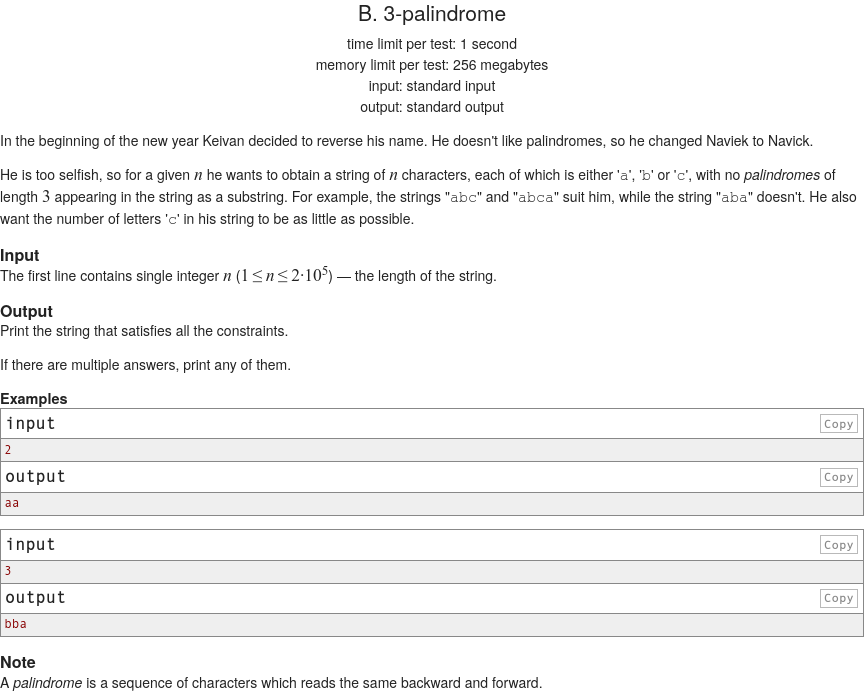 B. 3-palindrome
time limit per test: 1 second
memory limit per test: 256 megabytes
input: standard input
output: standard output
In the beginning of the new year Keivan decided to reverse his name. He doesn't like palindromes, so he changed Naviek to Navick.
He is too selfish, so for a given n he wants to obtain a string of n characters, each of which is either 'a', 'b' or 'c', with no palindromes of
length 3 appearing in the string as a substring. For example, the strings "abc" and "abca" suit him, while the string "aba" doesn't. He also
want the number of letters 'c' in his string to be as little as possible.
Input
The first line contains single integer n (1 ≤ n ≤ 2·10⁵) — the length of the string.
Output
Print the string that satisfies all the constraints.
If there are multiple answers, print any of them.
Examples
input Copy
2
output Copy
aa
input Copy
3
output Copy
bba
Note
A palindrome is a sequence of characters which reads the same backward and forward.